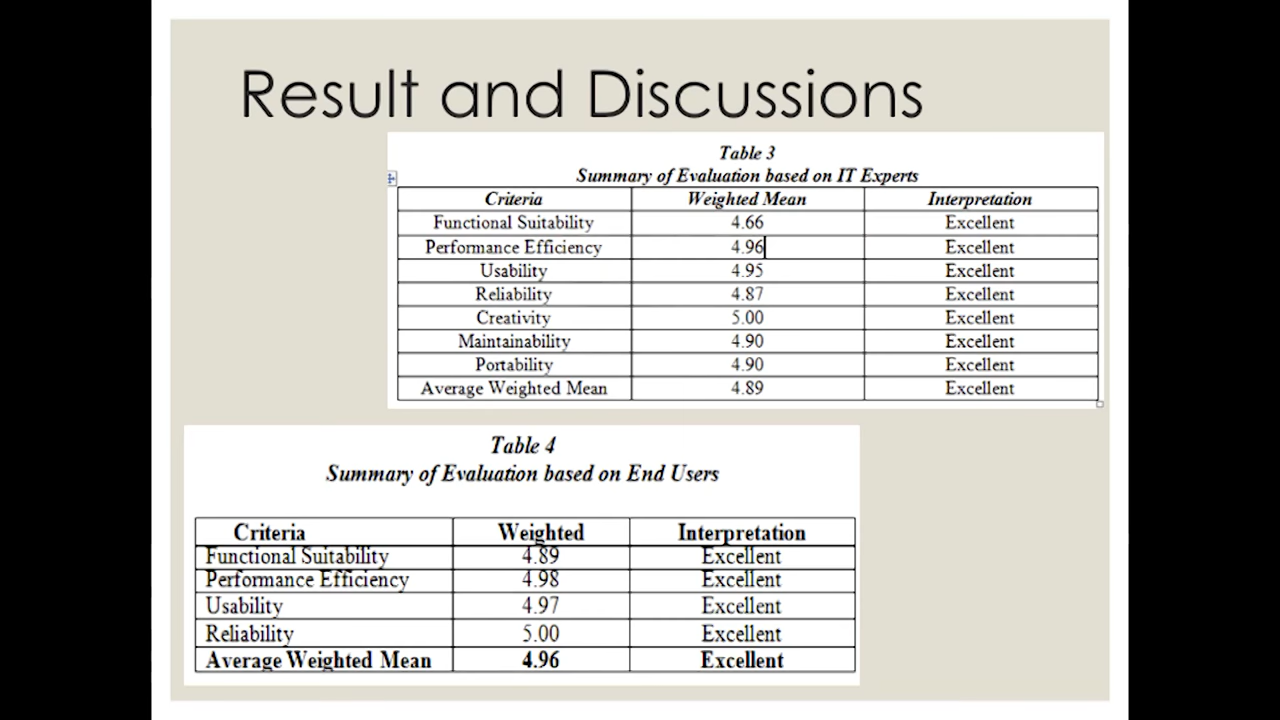 Result and Discussions
Table 3
Summary of Evaluation based on IT Experts
Criteria Weighted Mean Interpretation
Functional Suitability 4.66 Excellent
Performance Efficiency 4.96 Excellent
Usability 4.95 Excellent
Reliability 4.87 Excellent
Creativity 5.00 Excellent
Maintainability 4.90 Excellent
Portability 4.90 Excellent
Average Weighted Mean 4.89 Excellent
Table 4
Summary of Evaluation based on End Users
Criteria Weighted Interpretation
Functional Suitability 4.89 Excellent
Performance Efficiency 4.98 Excellent
Usability 4.97 Excellent
Reliability 5.00 Excellent
Average Weighted Mean 4.96 Excellent